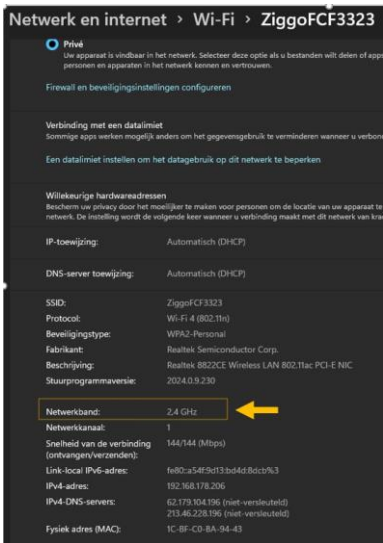 Netwerk en internet > Wi-Fi > ZiggoFCF3323
Privé
Uw apparaat is vindbaar in het netwerk. Selecteer deze optie als u bestanden wilt delen of apps
personen en apparaten in het netwerk kennen en vertrouwen.
Firewall en beveiligingsinstellingen configureren
Verbinding met een datalimiet
Sommige apps werken mogelijk anders om het gegevensgebruik te verminderen wanneer u verbon
Een datalimiet instellen om het datagebruik op dit netwerk te beperken
Willekeurige hardwareadressen
Bescherm uw privacy door het moeilijker te maken voor personen om de locatie van uw apparaat te
netwerk. De instelling wordt de volgende keer wanneer u verbinding maakt met dit netwerk van kra
IP-toewijzing: Automatisch (DHCP)
DNS-server toewijzing: Automatisch (DHCP)
SSID: ZiggoFCF3323
Protocol: Wi-Fi 4 (802.11n)
Beveiligingstype: WPA2-Personal
Fabrikant: Realtek Semiconductor Corp.
Beschrijving: Realtek 8822CE Wireless LAN 802.11ac PCI-E NIC
Stuurprogrammaversie: 2024.0.9.230
Netwerkband: 2,4 GHz
Netwerkkanaal: 1
Snelheid van de verbinding 144/144 (Mbps)
(ontvangen/verzenden):
Link-local IPv6-adres: fe80::a54f:9d13:bd4d:8dcb%3
IPv4-adres: 192.168.178.206
IPv4-DNS-servers: 62.179.104.196 (niet-versleuteld)
213.46.228.196 (niet-versleuteld)
Fysiek adres (MAC): 1C-BF-C0-8A-94-43